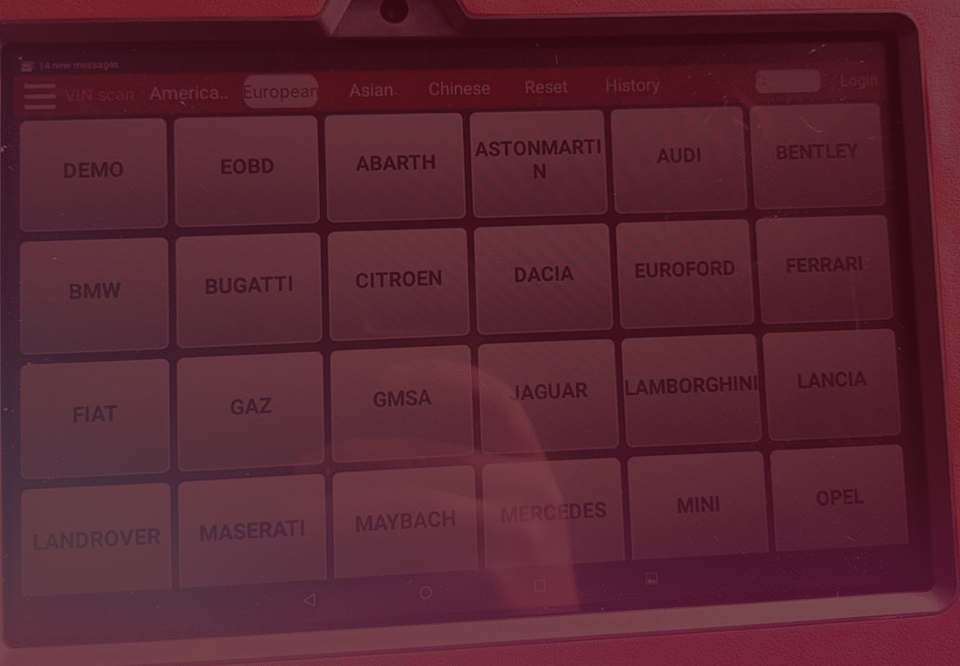 14 new messages
VIN scan America.. European Asian Chinese Reset History Login
DEMO EOBD ABARTH ASTONMARTI
N AUDI BENTLEY
BMW BUGATTI CITROEN DACIA EUROFORD FERRARI
FIAT GAZ GMSA JAGUAR LAMBORGHINI LANCIA
LANDROVER MASERATI MAYBACH MERCEDES MINI OPEL